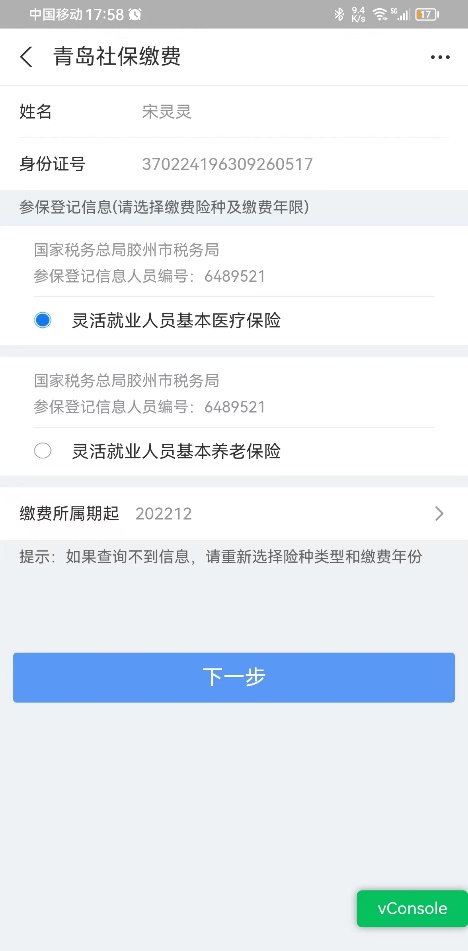 中国移动 17:58 9.4 K/s 5G 17
青岛社保缴费
姓名 宋灵灵
身份证号 370224196309260517
参保登记信息(请选择缴费险种及缴费年限)
国家税务总局胶州市税务局
参保登记信息人员编号：6489521
灵活就业人员基本医疗保险
国家税务总局胶州市税务局
参保登记信息人员编号：6489521
灵活就业人员基本养老保险
缴费所属期起 202212
提示：如果查询不到信息，请重新选择险种类型和缴费年份
下一步
vConsole